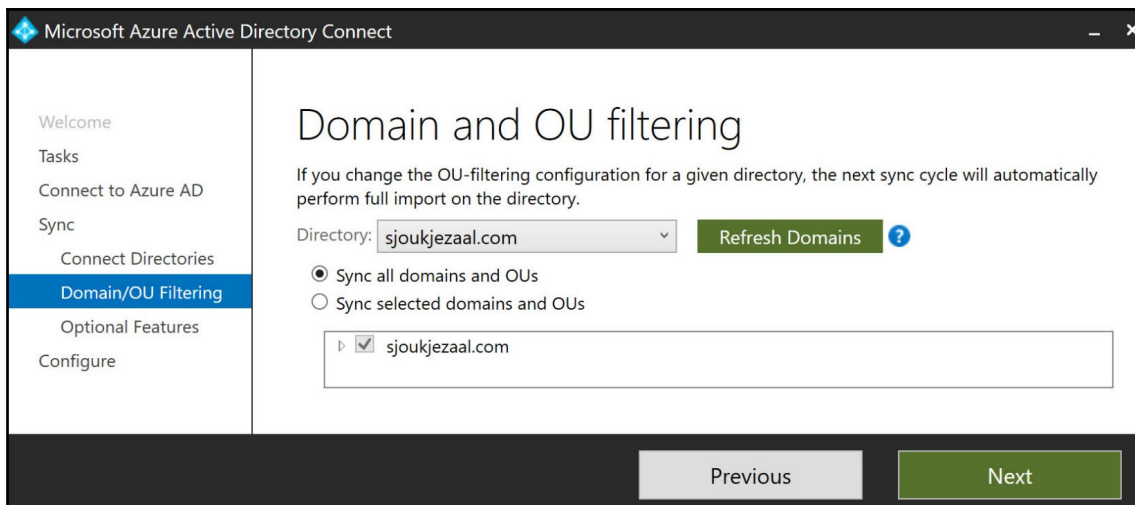 Microsoft Azure Active Directory Connect
Welcome
Tasks
Connect to Azure AD
Sync
Connect Directories
Domain/OU Filtering
Optional Features
Configure
Domain and OU filtering
If you change the OU-filtering configuration for a given directory, the next sync cycle will automatically
perform full import on the directory.
Directory: sjoukjezaal.com Refresh Domains ?
Sync all domains and OUs
Sync selected domains and OUs
sjoukjezaal.com
Previous Next